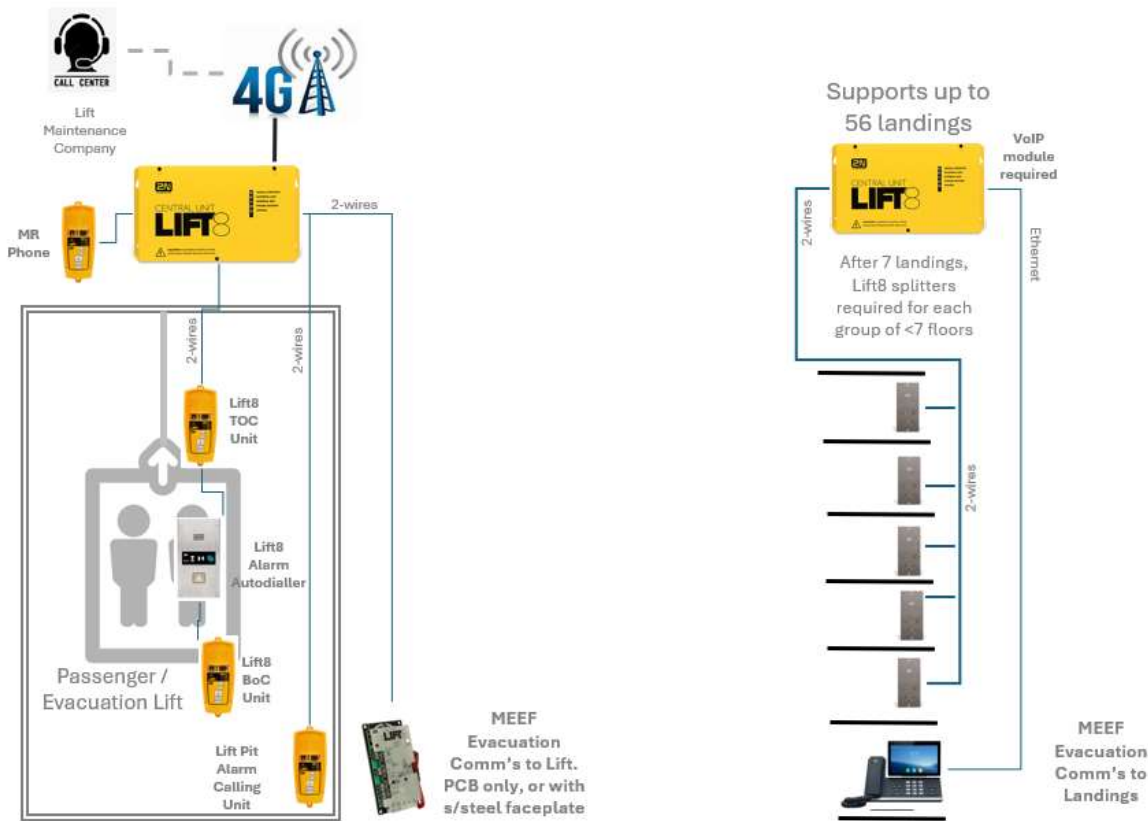 CALL CENTER
Lift
Maintenance
Company
4G
2N
CENTRAL UNIT
LIFT8
MR
Phone
2-wires
2-wires
2-wires
Lift8
TOC
Unit
Lift8
Alarm
Autodialler
Lift8
BoC
Unit
Passenger /
Evacuation Lift
Lift Pit
Alarm
Calling
Unit
LIFT
MEEF
Evacuation
Comm's to Lift.
PCB only, or with
s/steel faceplate
Supports up to
56 landings
2N
CENTRAL UNIT
LIFT8
VoIP
module
required
2-wires
Ethernet
After 7 landings,
Lift8 splitters
required for each
group of <7 floors
2-wires
MEEF
Evacuation
Comm's to
Landings